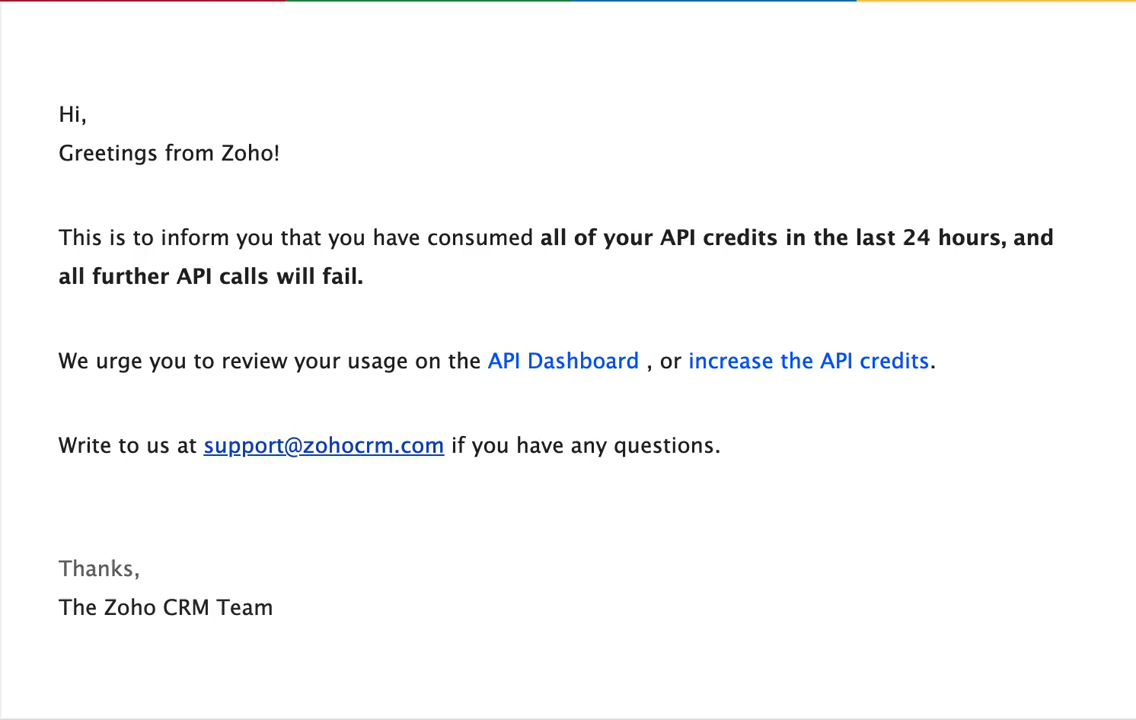 Hi,
Greetings from Zoho!
This is to inform you that you have consumed all of your API credits in the last 24 hours, and
all further API calls will fail.
We urge you to review your usage on the API Dashboard , or increase the API credits.
Write to us at support@zohocrm.com if you have any questions.
Thanks,
The Zoho CRM Team